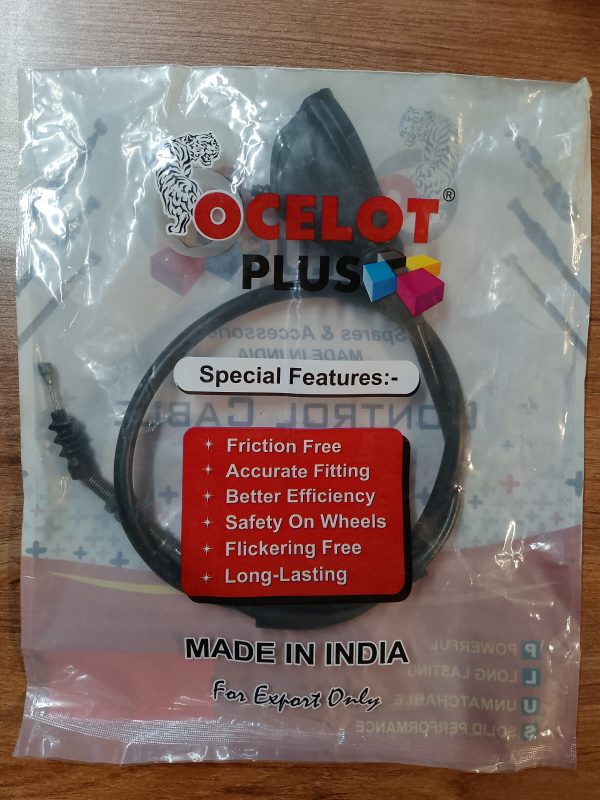 OCELOT®
PLUS
Spares & Accessories
MADE IN INDIA
Special Features:-
CONTROL CABLE
Friction Free
Accurate Fitting
Better Efficiency
Safety On Wheels
Flickering Free
Long-Lasting
MADE IN INDIA
For Export Only
POWERFUL P
LONG LASTING L
UNMATCHABLE U
SOLID PERFORMANCE S